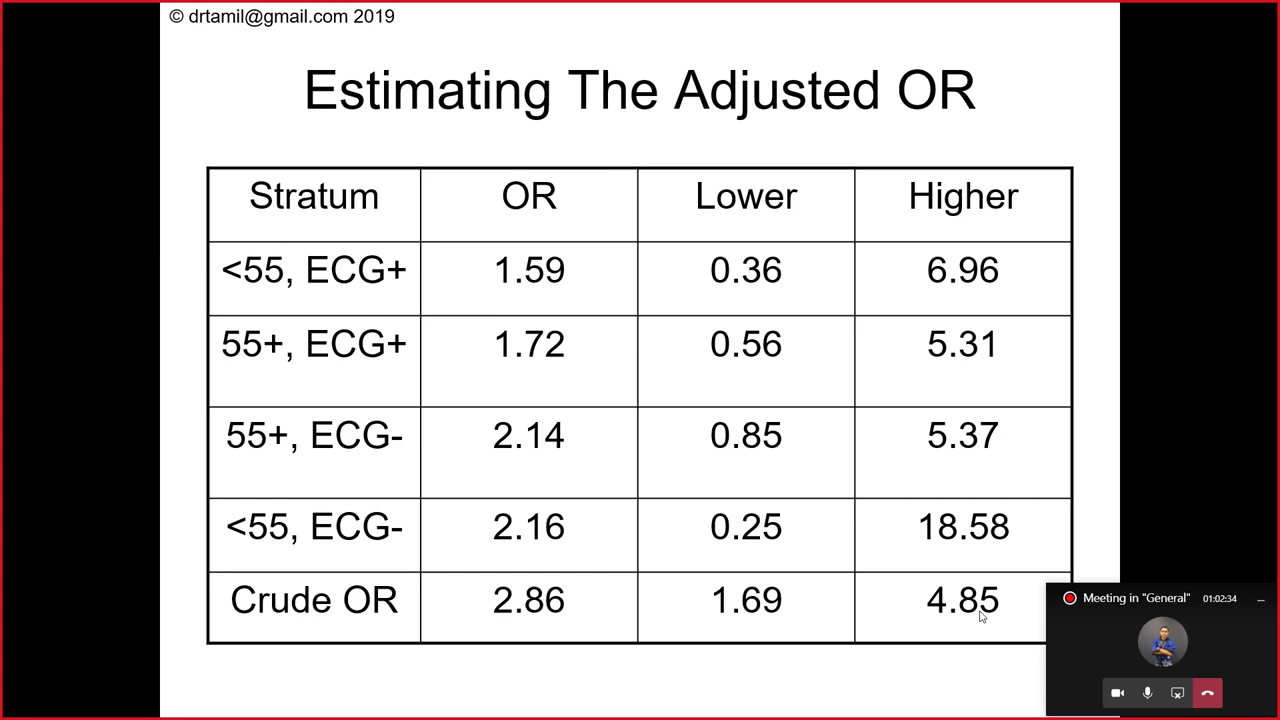 © drtamil@gmail.com 2019
Estimating The Adjusted OR
Stratum OR Lower Higher
<55, ECG+ 1.59 0.36 6.96
55+, ECG+ 1.72 0.56 5.31
55+, ECG- 2.14 0.85 5.37
<55, ECG- 2.16 0.25 18.58
Crude OR 2.86 1.69 4.85
Meeting in "General" 01:02:34